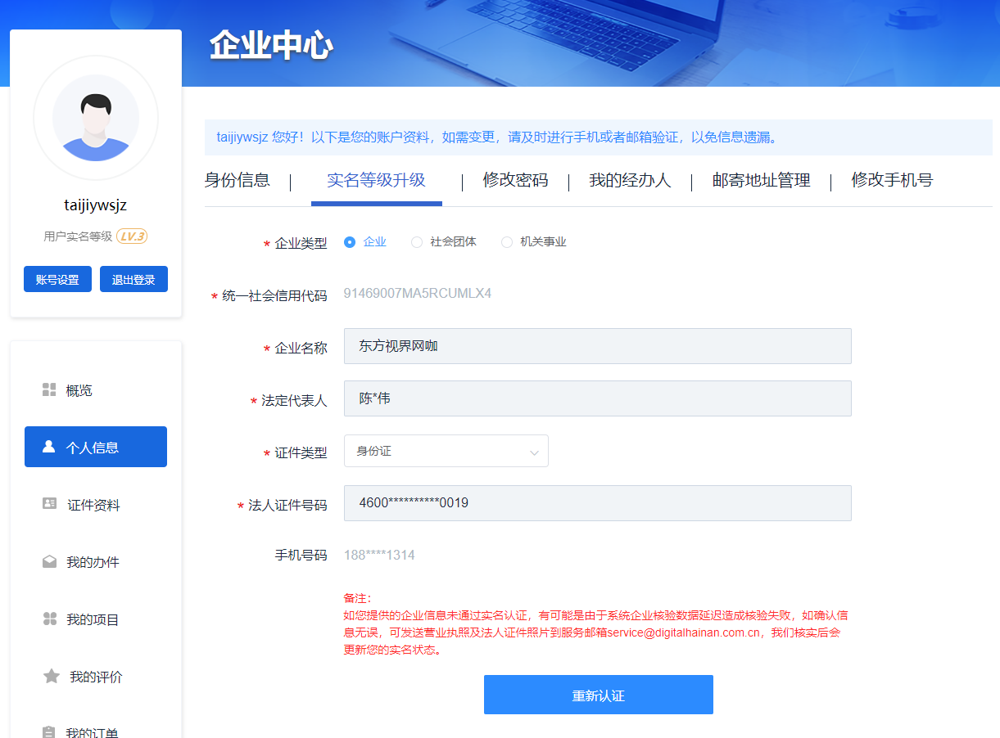 企业中心
taijiywsjz
用户实名等级 LV.3
账号设置 退出登录
概览
个人信息
证件资料
我的办件
我的项目
我的评价
我的订单
taijiywsjz 您好！以下是您的账户资料，如需变更，请及时进行手机或者邮箱验证，以免信息遗漏。
身份信息 | 实名等级升级 | 修改密码 | 我的经办人 | 邮寄地址管理 | 修改手机号
* 企业类型 企业 社会团体 机关事业
* 统一社会信用代码 91469007MA5RCUMLX4
* 企业名称 东方视界网咖
* 法定代表人 陈*伟
* 证件类型 身份证
* 法人证件号码 4600**********0019
手机号码 188****1314
备注：
如您提供的企业信息未通过实名认证，有可能是由于系统企业核验数据延迟造成核验失败，如确认信
息无误，可发送营业执照及法人证件照片到服务邮箱service@digitalhainan.com.cn，我们核实后会
更新您的实名状态。
重新认证